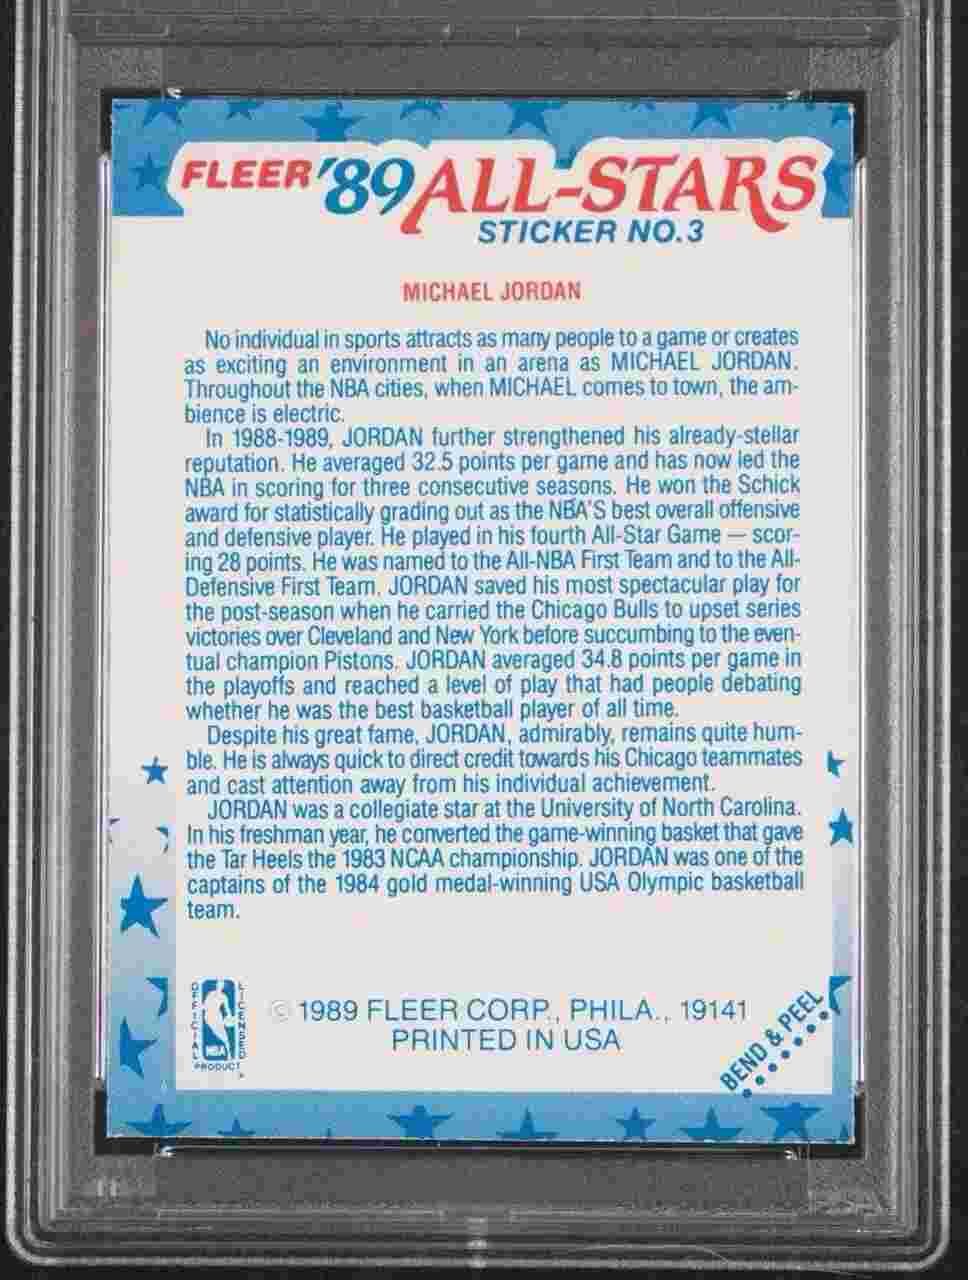 FLEER '89 ALL-STARS
STICKER NO.3
MICHAEL JORDAN
No individual in sports attracts as many people to a game or creates
as exciting an environment in an arena as MICHAEL JORDAN.
Throughout the NBA cities, when MICHAEL comes to town, the am-
bience is electric.
In 1988-1989, JORDAN further strengthened his already-stellar
reputation. He averaged 32.5 points per game and has now led the
NBA in scoring for three consecutive seasons. He won the Schick
award for statistically grading out as the NBA'S best overall offensive
and defensive player. He played in his fourth All-Star Game — scor-
ing 28 points. He was named to the All-NBA First Team and to the All-
Defensive First Team. JORDAN saved his most spectacular play for
the post-season when he carried the Chicago Bulls to upset series
victories over Cleveland and New York before succumbing to the even-
tual champion Pistons. JORDAN averaged 34.8 points per game in
the playoffs and reached a level of play that had people debating
whether he was the best basketball player of all time.
Despite his great fame, JORDAN, admirably, remains quite hum-
ble. He is always quick to direct credit towards his Chicago teammates
and cast attention away from his individual achievement.
JORDAN was a collegiate star at the University of North Carolina.
In his freshman year, he converted the game-winning basket that gave
the Tar Heels the 1983 NCAA championship. JORDAN was one of the
captains of the 1984 gold medal-winning USA Olympic basketball
team.
OFFICIAL LICENSED
NBA
PRODUCT
© 1989 FLEER CORP., PHILA., 19141
PRINTED IN USA
BEND & PEEL